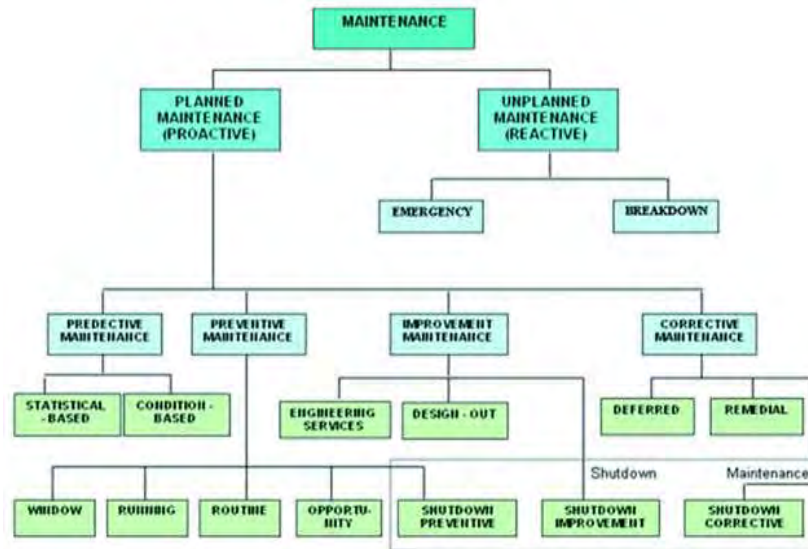 MAINTENANCE
PLANNED
MAINTENANCE
(PROACTIVE)
UNPLANNED
MAINTENANCE
(REACTIVE)
EMERGENCY
BREAKDOWN
PREDECTIVE
MAINTENANCE
PREVENTIVE
MAINTENANCE
IMPROVEMENT
MAINTENANCE
CORRECTIVE
MAINTENANCE
STATISTICAL
-BASED
CONDITION -
BASED
ENGINEERING
SERVICES
DESIGN - OUT
DEFERRED
REMEDIAL
Shutdown
Maintenance
WINDOW
RUNNING
ROUTINE
OPPORTU-
NITY
SHUTDOWN
PREVENTIVE
SHUTDOWN
IMPROVEMENT
SHUTDOWN
CORRECTIVE